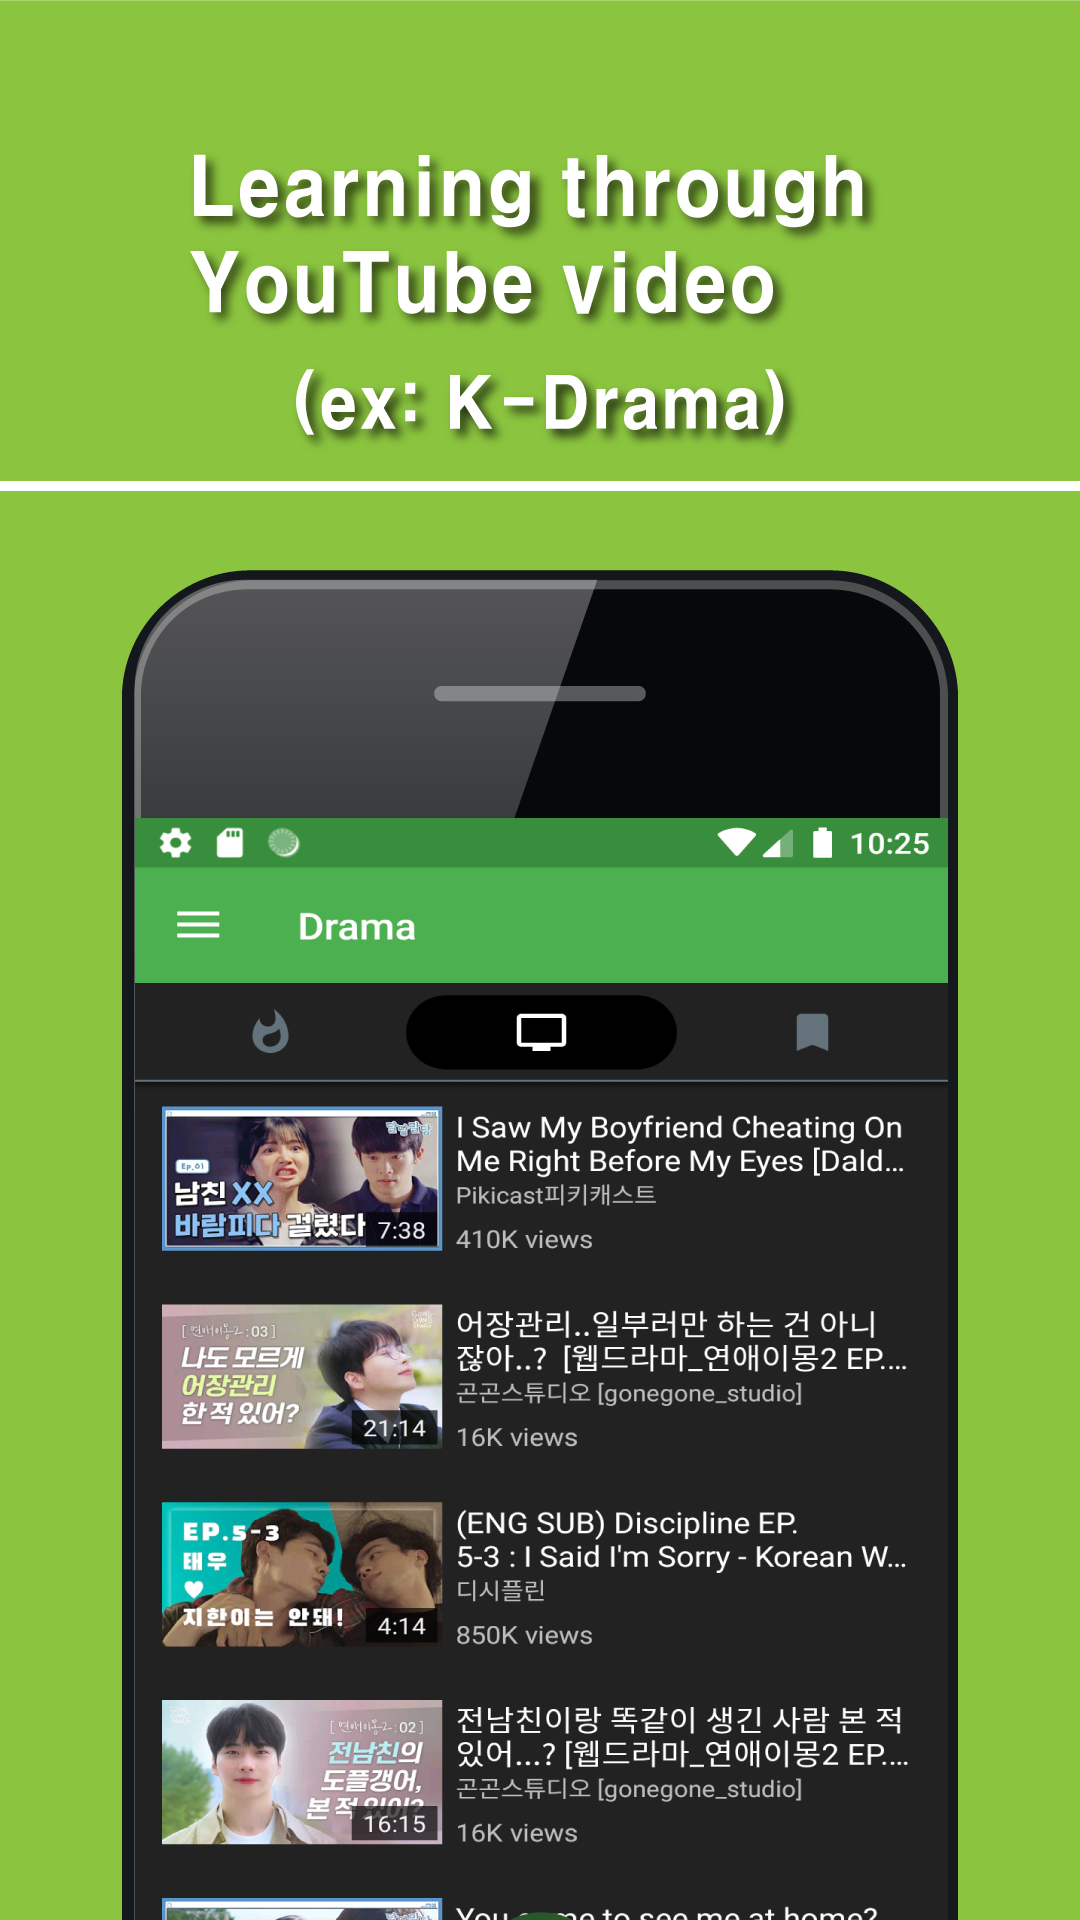 Learning through
YouTube video
(ex: K-Drama)
10:25
Drama
Ep.01
남친 XX
바람피다 걸렸다
7:38
I Saw My Boyfriend Cheating On
Me Right Before My Eyes [Dald...
Pikicast피키캐스트
410K views
[ 연애이몽2 : 03 ]
나도 모르게
어장관리
한 적 있어?
21:14
어장관리..일부러만 하는 건 아니
잖아..? [웹드라마_연애이몽2 EP....
곤곤스튜디오 [gonegone_studio]
16K views
EP.5-3
태우
♥
지한이는 안돼!
4:14
(ENG SUB) Discipline EP.
5-3 : I Said I'm Sorry - Korean W...
디시플린
850K views
[ 연애이몽2 : 02 ]
전남친의
도플갱어,
본 적 있어?
16:15
전남친이랑 똑같이 생긴 사람 본 적
있어...? [웹드라마_연애이몽2 EP....
곤곤스튜디오 [gonegone_studio]
16K views
You came to see me at home?